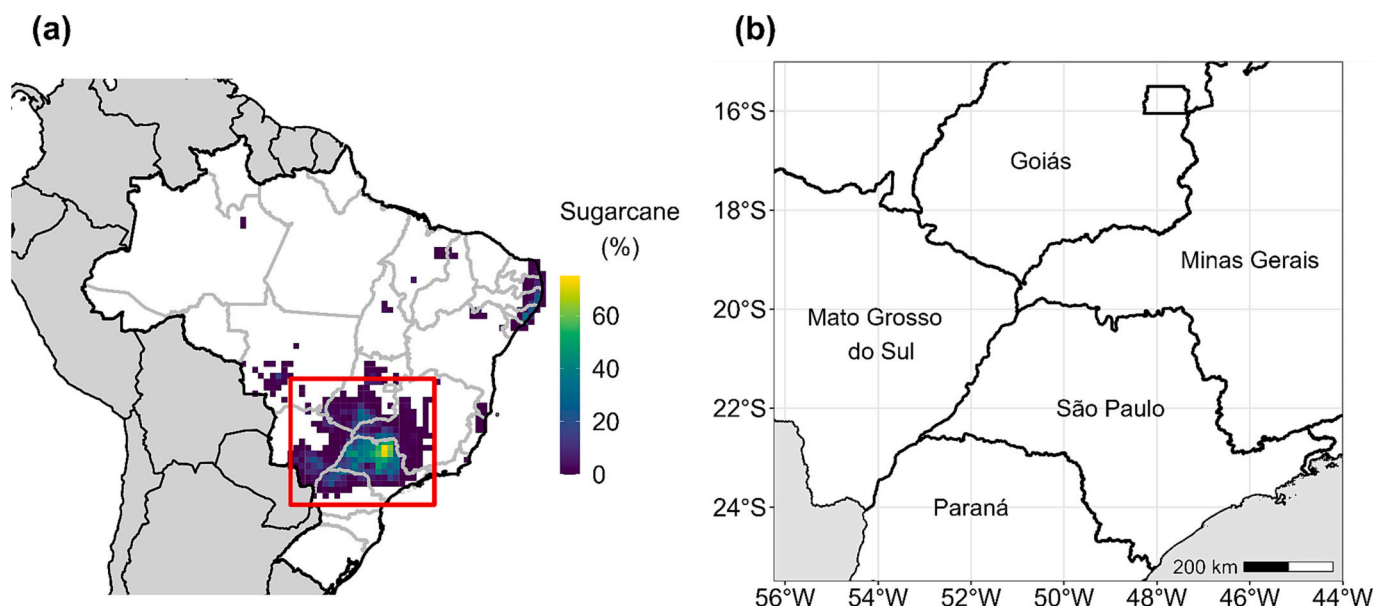 (a)
Sugarcane
(%)
60
40
20
0
(b)
16°S
18°S
20°S
22°S
24°S
Goiás
Minas Gerais
Mato Grosso
do Sul
São Paulo
Paraná
200 km
56°W 54°W 52°W 50°W 48°W 46°W 44°W